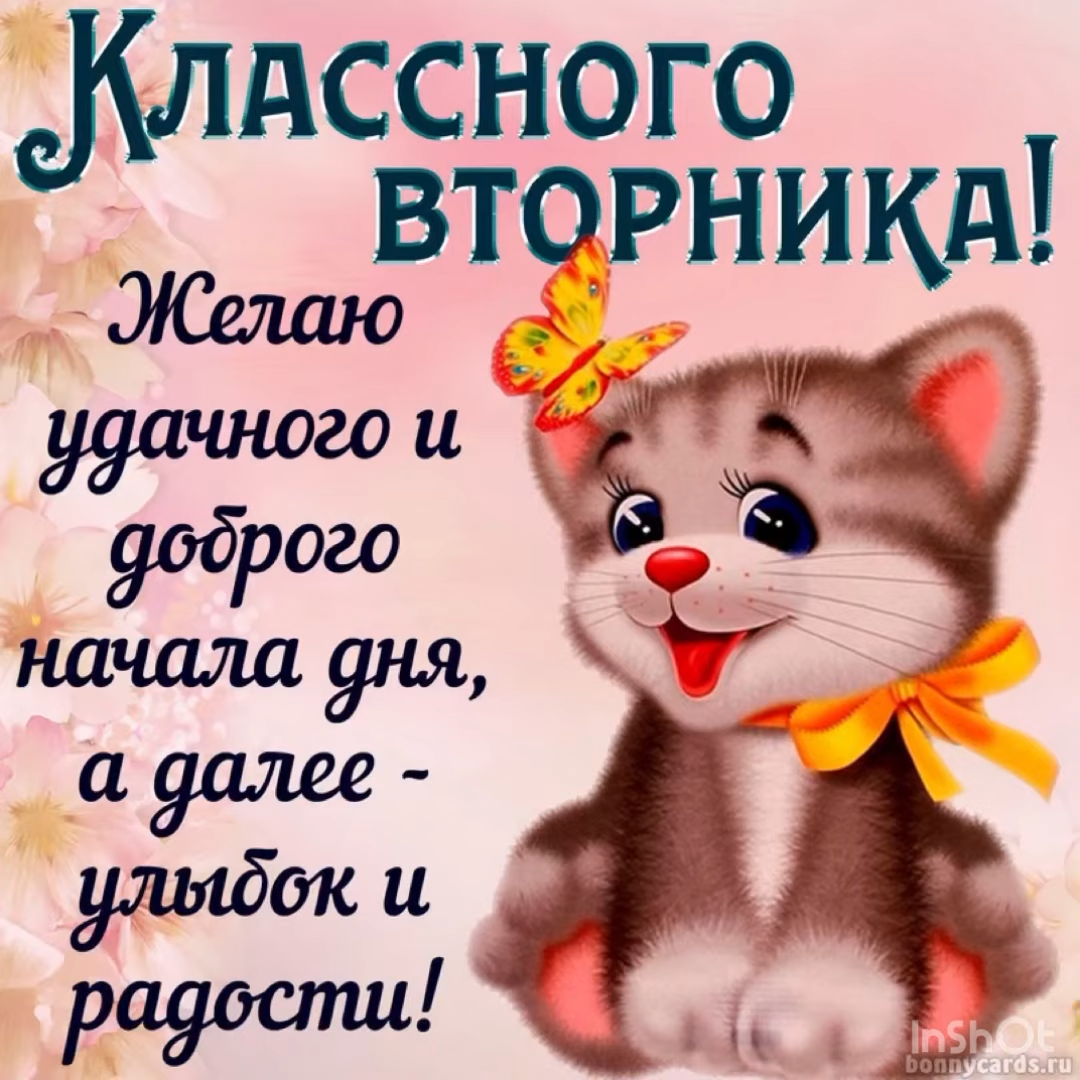 Классного
вторника!
Желаю
удачного и
доброго
начала дня,
а далее -
улыбок и
радости!
InShOt
bonnycards.ru